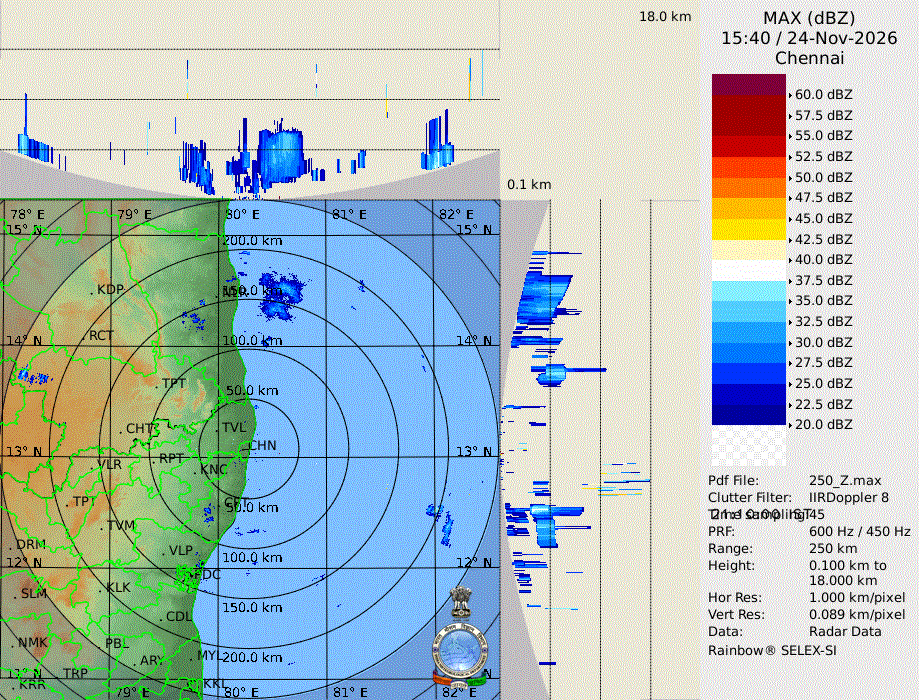 18.0 km
MAX (dBZ)
15:40 / 24-Nov-2026
Chennai
60.0 dBZ
57.5 dBZ
55.0 dBZ
52.5 dBZ
50.0 dBZ
47.5 dBZ
45.0 dBZ
42.5 dBZ
40.0 dBZ
37.5 dBZ
35.0 dBZ
32.5 dBZ
30.0 dBZ
27.5 dBZ
25.0 dBZ
22.5 dBZ
20.0 dBZ
0.1 km
78° E 79° E 80° E 81° E 82° E
15° N 15° N
200.0 km
KDP 150.0 km
RCT
14° N 100.0 km 14° N
TPT
50.0 km
CHT TVL
CHN
13° N 13° N
VLR RPT KNC
TPT
TVM
DRM VLP 100.0 km
12° N 12° N
PDC
SLM KLK
150.0 km
CDL
NMK PBL
ARY MYL 200.0 km
TRP
KRR KKL
79° E 80° E 81° E 82° E
Pdf File: 250_Z.max
Clutter Filter: IIRDoppler 8
Time sampling: 45
PRF: 600 Hz / 450 Hz
Range: 250 km
Height: 0.100 km to
18.000 km
Hor Res: 1.000 km/pixel
Vert Res: 0.089 km/pixel
Data: Radar Data
Rainbow® SELEX-SI